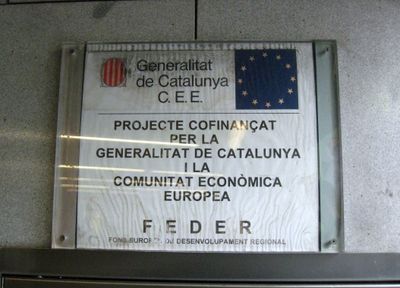 Generalitat
de Catalunya
C. E. E.
PROJECTE COFINANÇAT
PER LA
GENERALITAT DE CATALUNYA
I LA
COMUNITAT ECONÒMICA
EUROPEA
FEDER
FONS EUROPEU DE DESENVOLUPAMENT REGIONAL